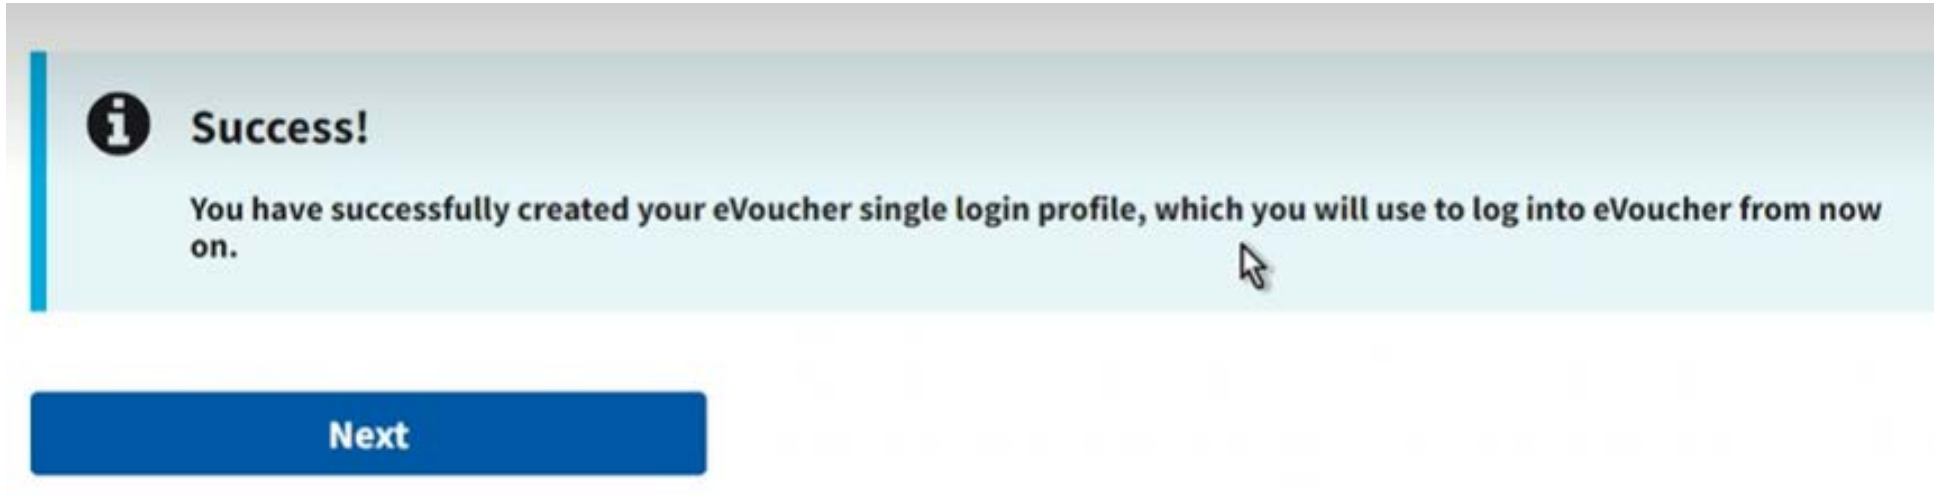 Success!
You have successfully created your eVoucher single login profile, which you will use to log into eVoucher from now
on.
Next